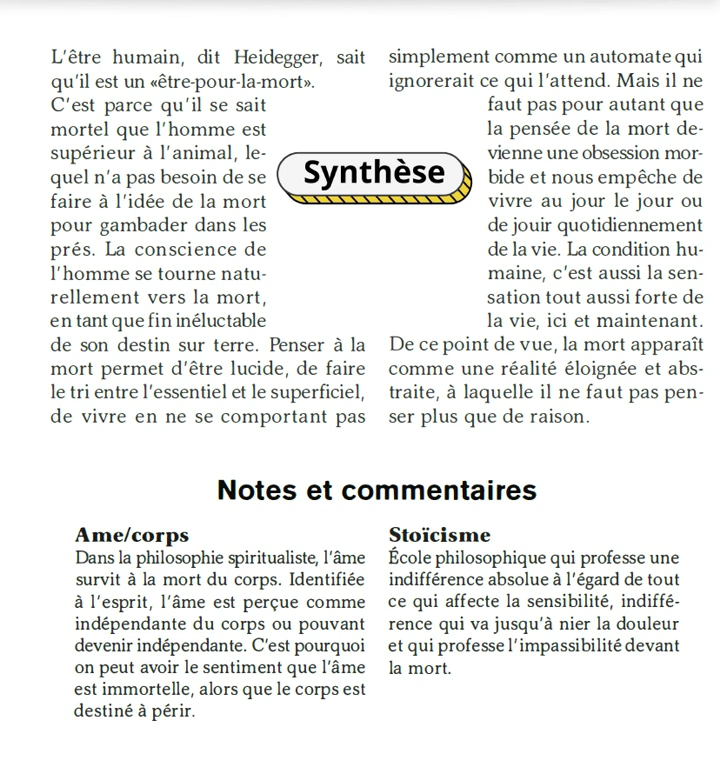 L'être humain, dit Heidegger, sait
qu'il est un «être-pour-la-mort».
C'est parce qu'il se sait
mortel que l'homme est
supérieur à l'animal, le-
quel n'a pas besoin de se
faire à l'idée de la mort
pour gambader dans les
prés. La conscience de
l'homme se tourne natu-
rellement vers la mort,
en tant que fin inéluctable
de son destin sur terre. Penser à la
mort permet d'être lucide, de faire
le tri entre l'essentiel et le superficiel,
de vivre en ne se comportant pas
Synthèse
simplement comme un automate qui
ignorerait ce qui l'attend. Mais il ne
faut pas pour autant que
la pensée de la mort de-
vienne une obsession mor-
bide et nous empêche de
vivre au jour le jour ou
de jouir quotidiennement
de la vie. La condition hu-
maine, c'est aussi la sen-
sation tout aussi forte de
la vie, ici et maintenant.
De ce point de vue, la mort apparaît
comme une réalité éloignée et abs-
traite, à laquelle il ne faut pas pen-
ser plus que de raison.
Notes et commentaires
Ame/corps
Dans la philosophie spiritualiste, l'âme
survit à la mort du corps. Identifiée
à l'esprit, l'âme est perçue comme
indépendante du corps ou pouvant
devenir indépendante. C'est pourquoi
on peut avoir le sentiment que l'âme
est immortelle, alors que le corps est
destiné à périr.
Stoïcisme
École philosophique qui professe une
indifférence absolue à l'égard de tout
ce qui affecte la sensibilité, indiffé-
rence qui va jusqu'à nier la douleur
et qui professe l'impassibilité devant
la mort.